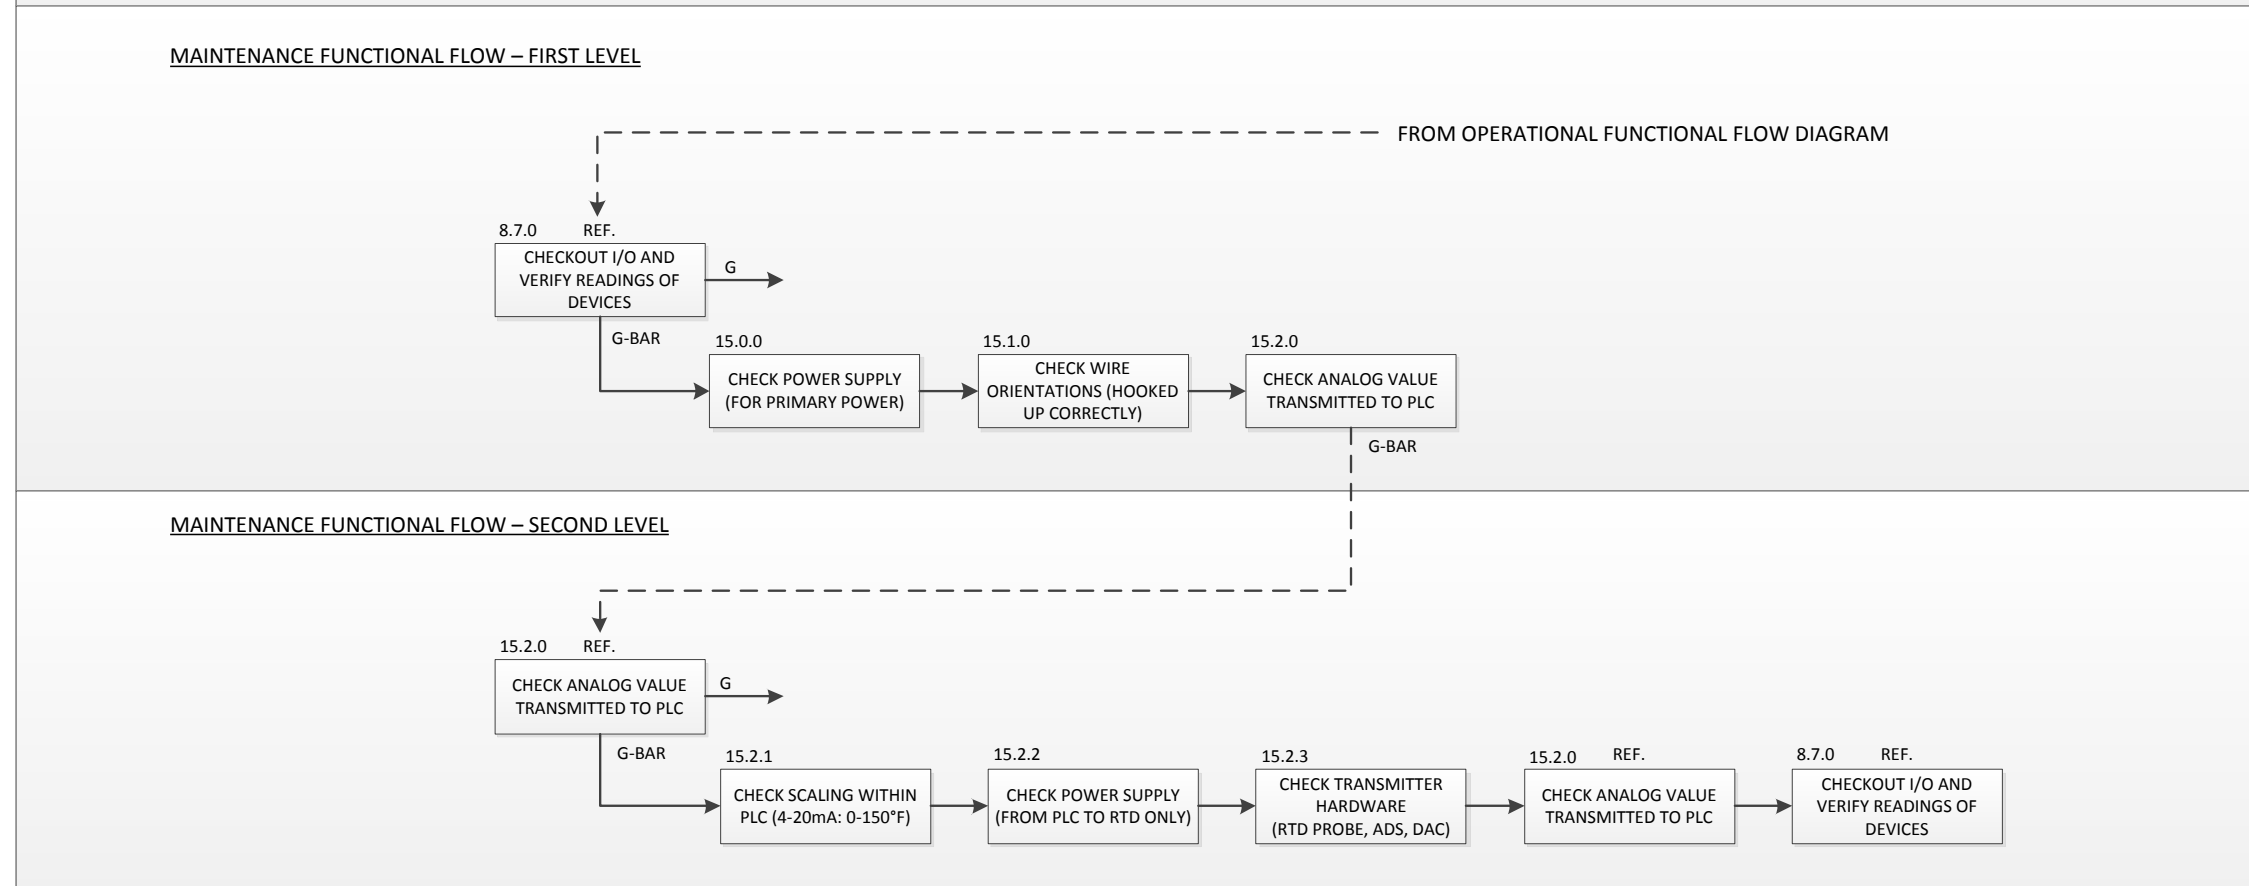 MAINTENANCE FUNCTIONAL FLOW – FIRST LEVEL
FROM OPERATIONAL FUNCTIONAL FLOW DIAGRAM
8.7.0 REF.
CHECKOUT I/O AND
VERIFY READINGS OF
DEVICES
G
G-BAR
15.0.0
CHECK POWER SUPPLY
(FOR PRIMARY POWER)
15.1.0
CHECK WIRE
ORIENTATIONS (HOOKED
UP CORRECTLY)
15.2.0
CHECK ANALOG VALUE
TRANSMITTED TO PLC
G-BAR
MAINTENANCE FUNCTIONAL FLOW – SECOND LEVEL
15.2.0 REF.
CHECK ANALOG VALUE
TRANSMITTED TO PLC
G
G-BAR
15.2.1
CHECK SCALING WITHIN
PLC (4-20mA: 0-150°F)
15.2.2
CHECK POWER SUPPLY
(FROM PLC TO RTD ONLY)
15.2.3
CHECK TRANSMITTER
HARDWARE
(RTD PROBE, ADS, DAC)
15.2.0 REF.
CHECK ANALOG VALUE
TRANSMITTED TO PLC
8.7.0 REF.
CHECKOUT I/O AND
VERIFY READINGS OF
DEVICES